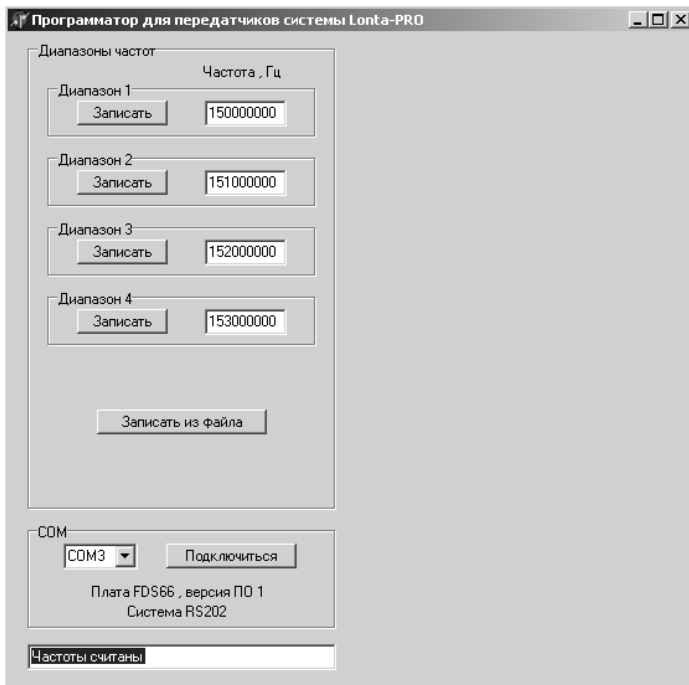 Программатор для передатчиков системы Lonta-PRO
Диапазоны частот
Частота , Гц
Диапазон 1
Записать 150000000
Диапазон 2
Записать 151000000
Диапазон 3
Записать 152000000
Диапазон 4
Записать 153000000
Записать из файла
COM
COM3 Подключиться
Плата FDS66 , версия ПО 1
Система RS202
Частоты считаны